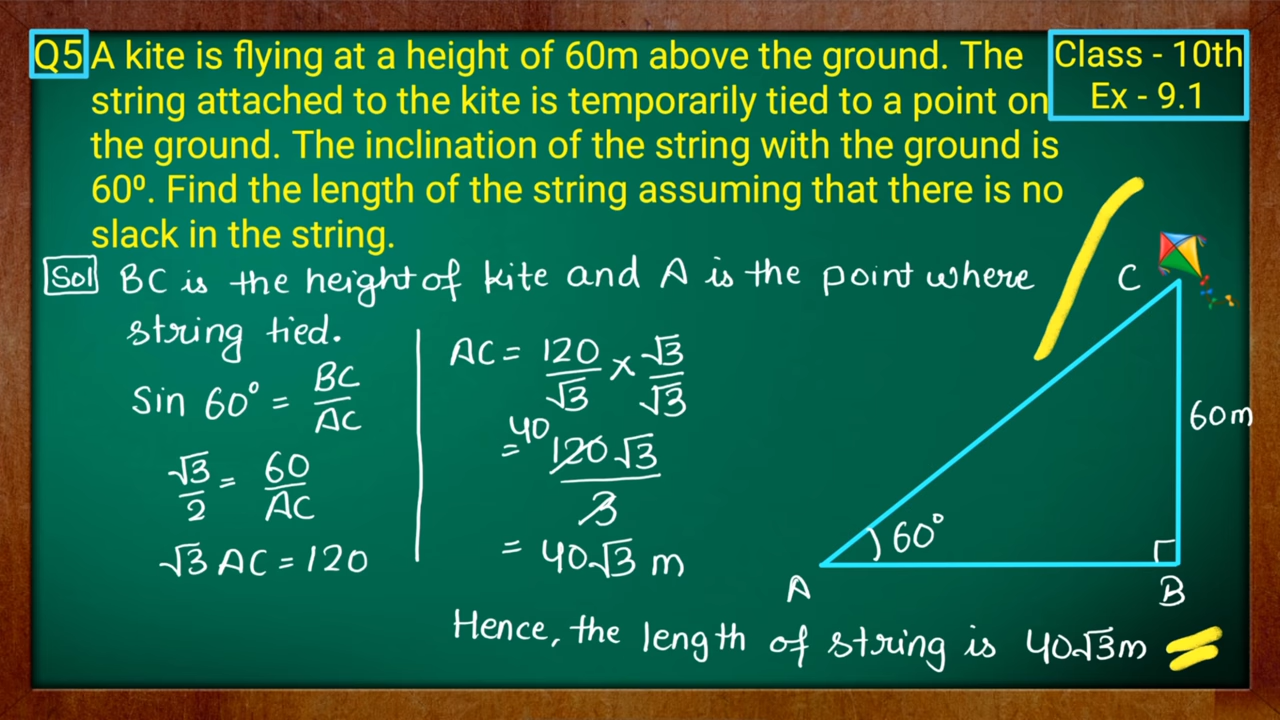 Q5 A kite is flying at a height of 60m above the ground. The
string attached to the kite is temporarily tied to a point on
the ground. The inclination of the string with the ground is
60⁰. Find the length of the string assuming that there is no
slack in the string.
Class - 10th
Ex - 9.1
Sol BC is the height of kite and A is the point where
string tied.
Sin 60° = BC/AC
√3/2 = 60/AC
√3 AC = 120
AC = 120/√3 × √3/√3
= 40 120√3/3
= 40√3 m
Hence, the length of string is 40√3m
C
60m
60°
A
B